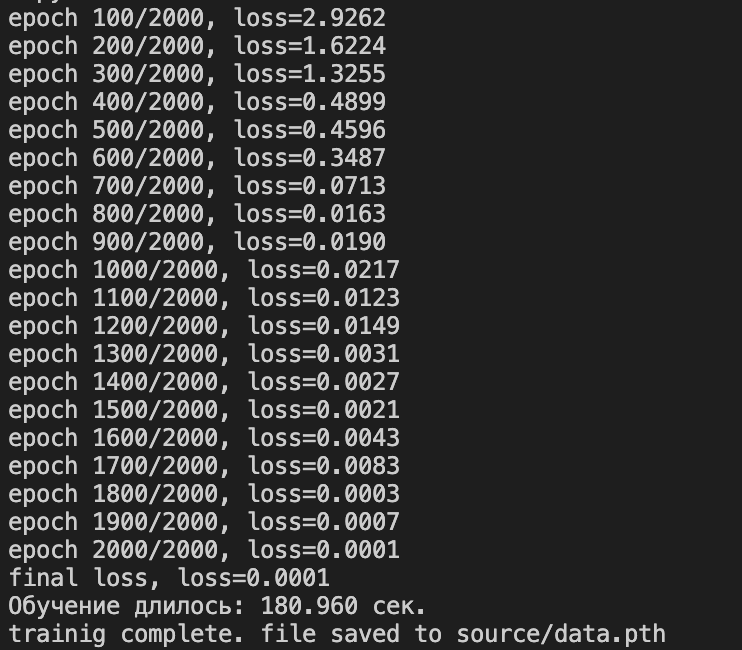 epoch 100/2000, loss=2.9262
epoch 200/2000, loss=1.6224
epoch 300/2000, loss=1.3255
epoch 400/2000, loss=0.4899
epoch 500/2000, loss=0.4596
epoch 600/2000, loss=0.3487
epoch 700/2000, loss=0.0713
epoch 800/2000, loss=0.0163
epoch 900/2000, loss=0.0190
epoch 1000/2000, loss=0.0217
epoch 1100/2000, loss=0.0123
epoch 1200/2000, loss=0.0149
epoch 1300/2000, loss=0.0031
epoch 1400/2000, loss=0.0027
epoch 1500/2000, loss=0.0021
epoch 1600/2000, loss=0.0043
epoch 1700/2000, loss=0.0083
epoch 1800/2000, loss=0.0003
epoch 1900/2000, loss=0.0007
epoch 2000/2000, loss=0.0001
final loss, loss=0.0001
Обучение длилось: 180.960 сек.
trainig complete. file saved to source/data.pth